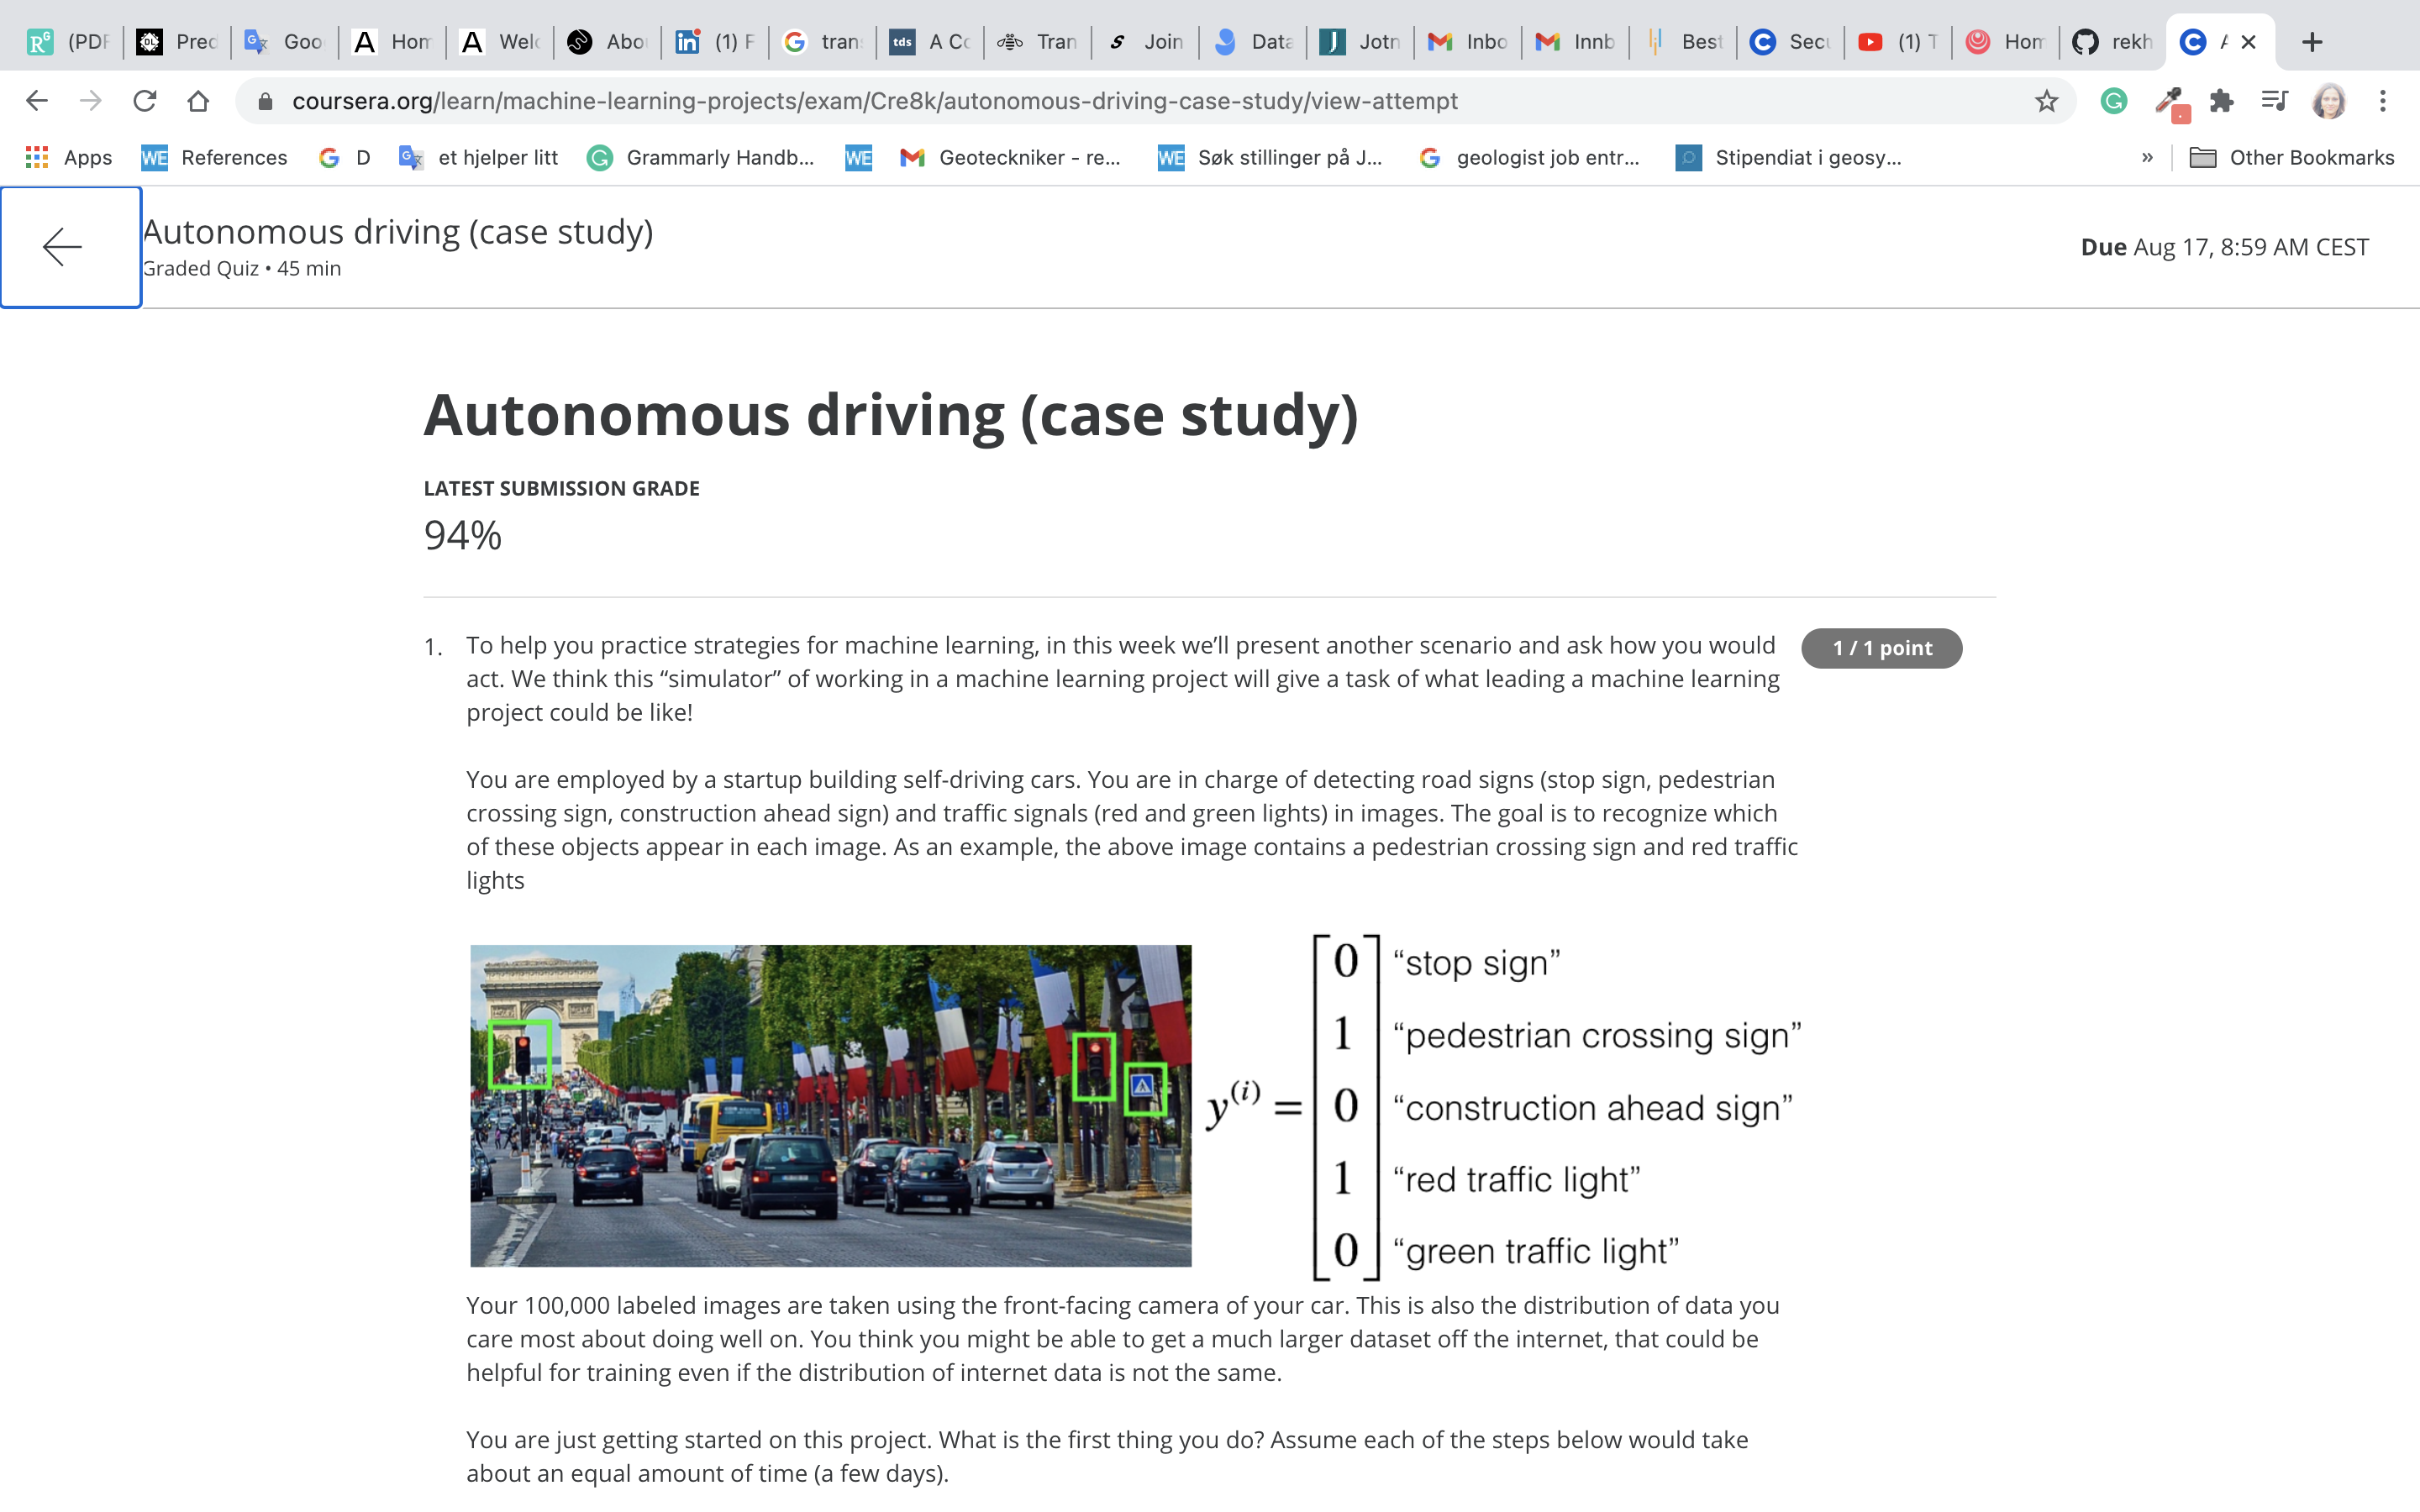 (PDF Pred Goo Hom Welc Abo (1) F tran A Co Tran Join Data Jotn Inbo Innb Best Secu (1) T Hom rekh
coursera.org/learn/machine-learning-projects/exam/Cre8k/autonomous-driving-case-study/view-attempt
Apps References D et hjelper litt Grammarly Handb... Geoteckniker - re... Søk stillinger på J... geologist job entr... Stipendiat i geosy... » Other Bookmarks
Autonomous driving (case study)
Graded Quiz • 45 min
Due Aug 17, 8:59 AM CEST
Autonomous driving (case study)
LATEST SUBMISSION GRADE
94%
1. To help you practice strategies for machine learning, in this week we’ll present another scenario and ask how you would
1 / 1 point
act. We think this “simulator” of working in a machine learning project will give a task of what leading a machine learning
project could be like!
You are employed by a startup building self-driving cars. You are in charge of detecting road signs (stop sign, pedestrian
crossing sign, construction ahead sign) and traffic signals (red and green lights) in images. The goal is to recognize which
of these objects appear in each image. As an example, the above image contains a pedestrian crossing sign and red traffic
lights
0 “stop sign”
1 “pedestrian crossing sign”
y(i) = 0 “construction ahead sign”
1 “red traffic light”
0 “green traffic light”
Your 100,000 labeled images are taken using the front-facing camera of your car. This is also the distribution of data you
care most about doing well on. You think you might be able to get a much larger dataset off the internet, that could be
helpful for training even if the distribution of internet data is not the same.
You are just getting started on this project. What is the first thing you do? Assume each of the steps below would take
about an equal amount of time (a few days).